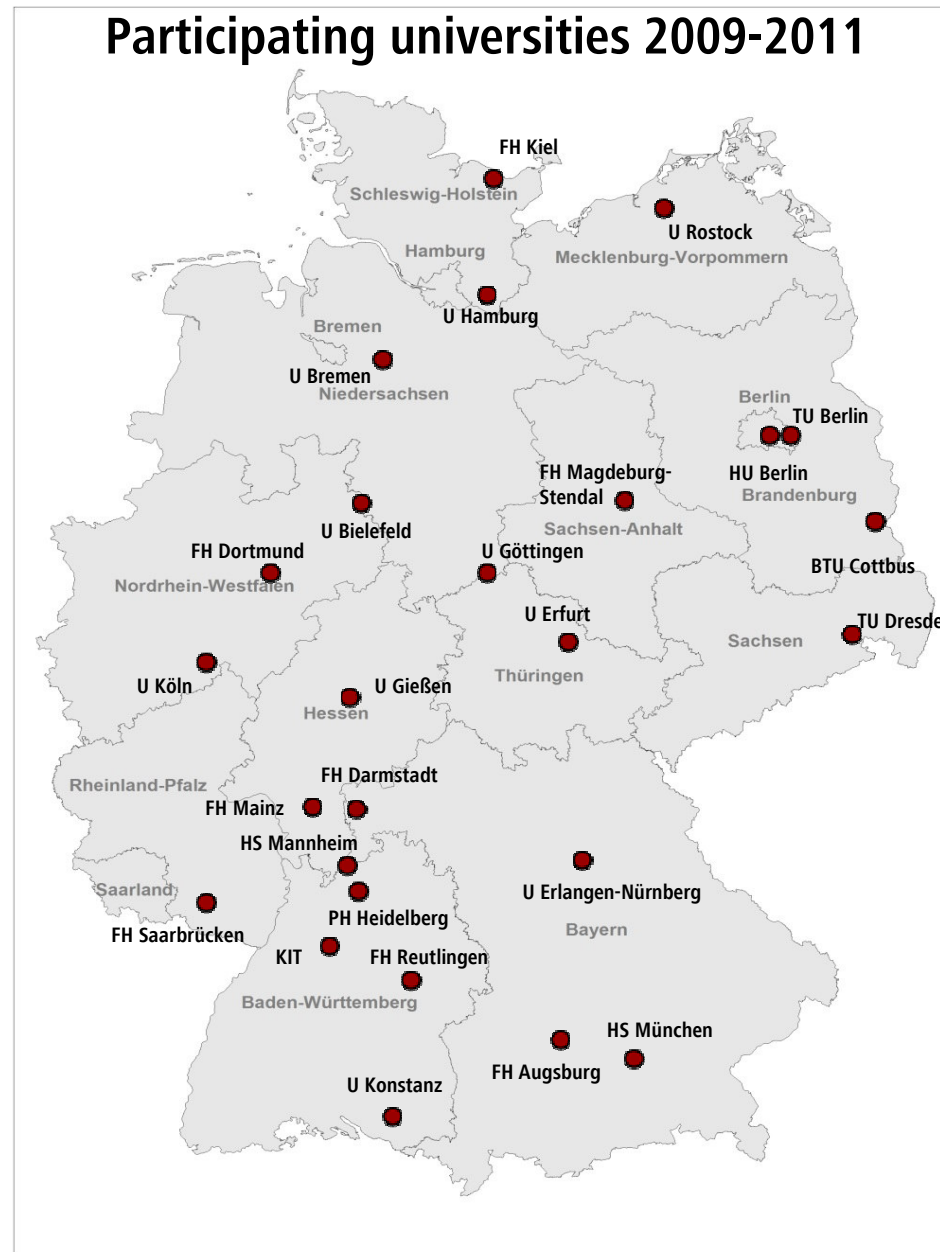 Participating universities 2009-2011
FH Kiel
Schleswig-Holstein
U Rostock
Hamburg
Mecklenburg-Vorpommern
U Hamburg
Bremen
U Bremen
Niedersachsen
Berlin
TU Berlin
HU Berlin
FH Magdeburg-
Stendal
Brandenburg
Sachsen-Anhalt
U Bielefeld
FH Dortmund
U Göttingen
BTU Cottbus
Nordrhein-Westfalen
U Erfurt
TU Dresde
Sachsen
U Köln
U Gießen
Thüringen
Hessen
FH Darmstadt
Rheinland-Pfalz
FH Mainz
HS Mannheim
Saarland
U Erlangen-Nürnberg
PH Heidelberg
FH Saarbrücken
Bayern
KIT
FH Reutlingen
Baden-Württemberg
HS München
FH Augsburg
U Konstanz